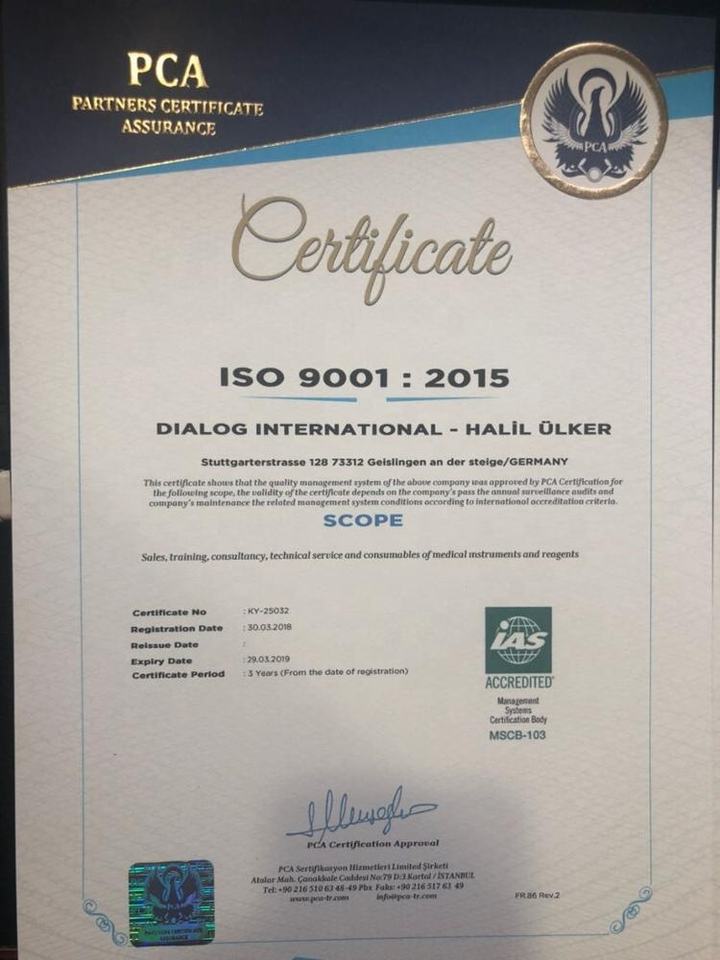 PCA
PARTNERS CERTIFICATE
ASSURANCE
PCA
Certificate
ISO 9001 : 2015
DIALOG INTERNATIONAL - HALİL ÜLKER
Stuttgarterstrasse 128 73312 Geislingen an der steige/GERMANY
This certificate shows that the quality management system of the above company was approved by PCA Certification for
the following scope, the validity of the certificate depends on the company's pass the annual surveillance audits and
company's maintenance the related management system conditions according to international accreditation criteria.
SCOPE
Sales, training, consultancy, technical service and consumables of medical mstruments and reagents
Certificate No : KY-25032
Registration Date : 30.03.2018
Reissue Date :
Expiry Date : 29.03.2019
Certificate Period : 3 Years (From the date of registration)
IAS
ACCREDITED
Management
Systems
Certification Body
MSCB-103
PCA Certification Approval
PCA Sertifikasyon Hizmetleri Limited Şirketi
Atalar Mah. Çanakkale Caddesi No:79 D:3 Kartal / İSTANBUL
Tel: +90 216 510 63 48-49 Pbx Faks: +90 216 517 61 49
www.pca-tr.com info@pca-tr.com
FR.86 Rev.2
PARTNERS CERTIFICATE
ASSURANCE